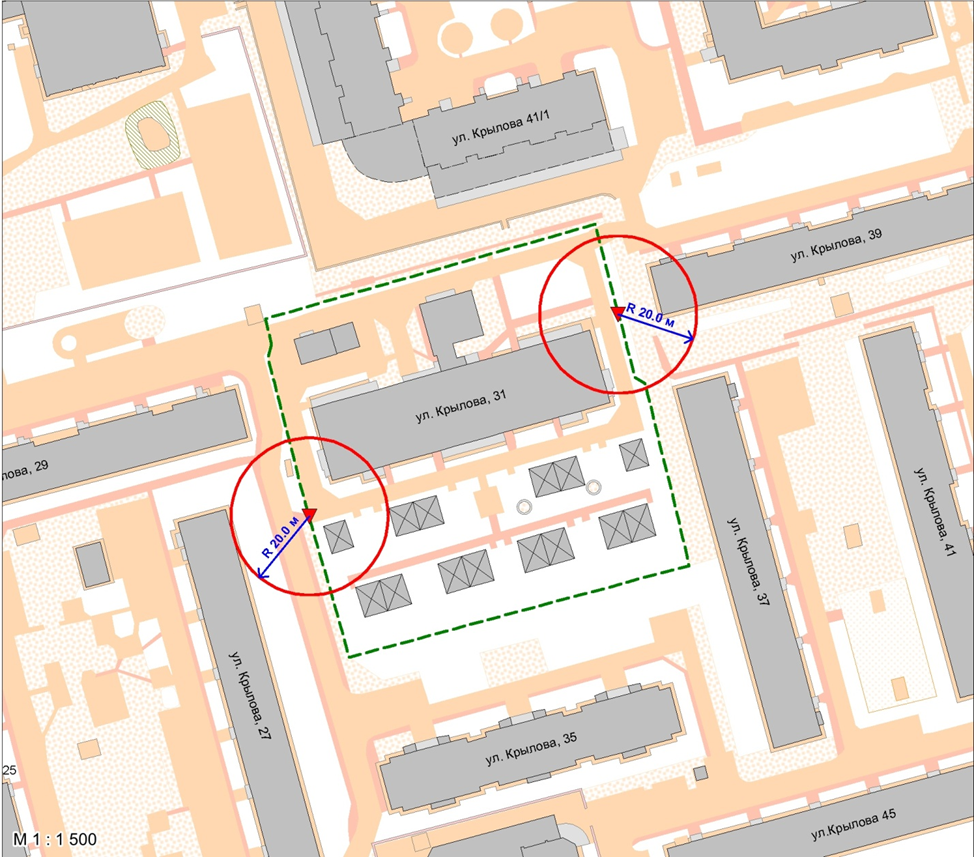 ул. Крылова 41/1
ул. Крылова, 39
R 20.0 м
ул. Крылова, 31
лова, 29
ул. Крылова, 41
R 20.0 м
ул. Крылова, 37
ул. Крылова, 27
ул. Крылова, 35
25
ул.Крылова 45
М 1 : 1 500